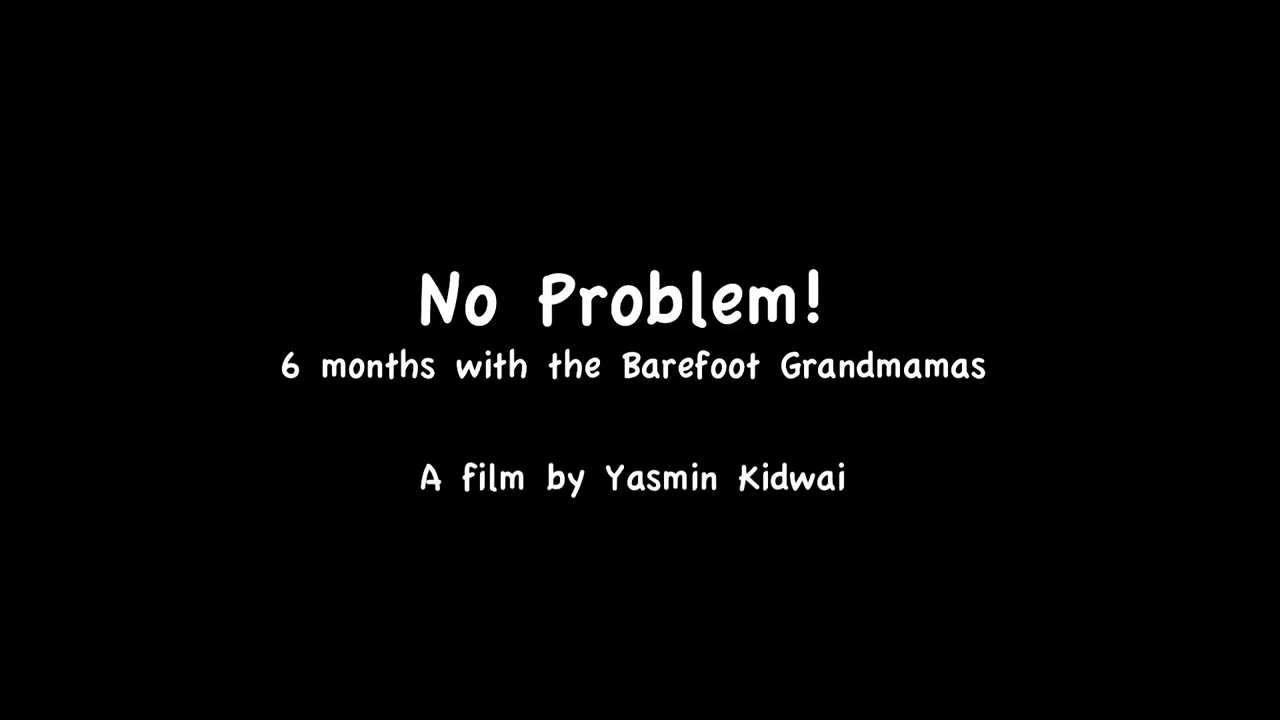 No Problem!
6 months with the Barefoot Grandmamas
A film by Yasmin Kidwai